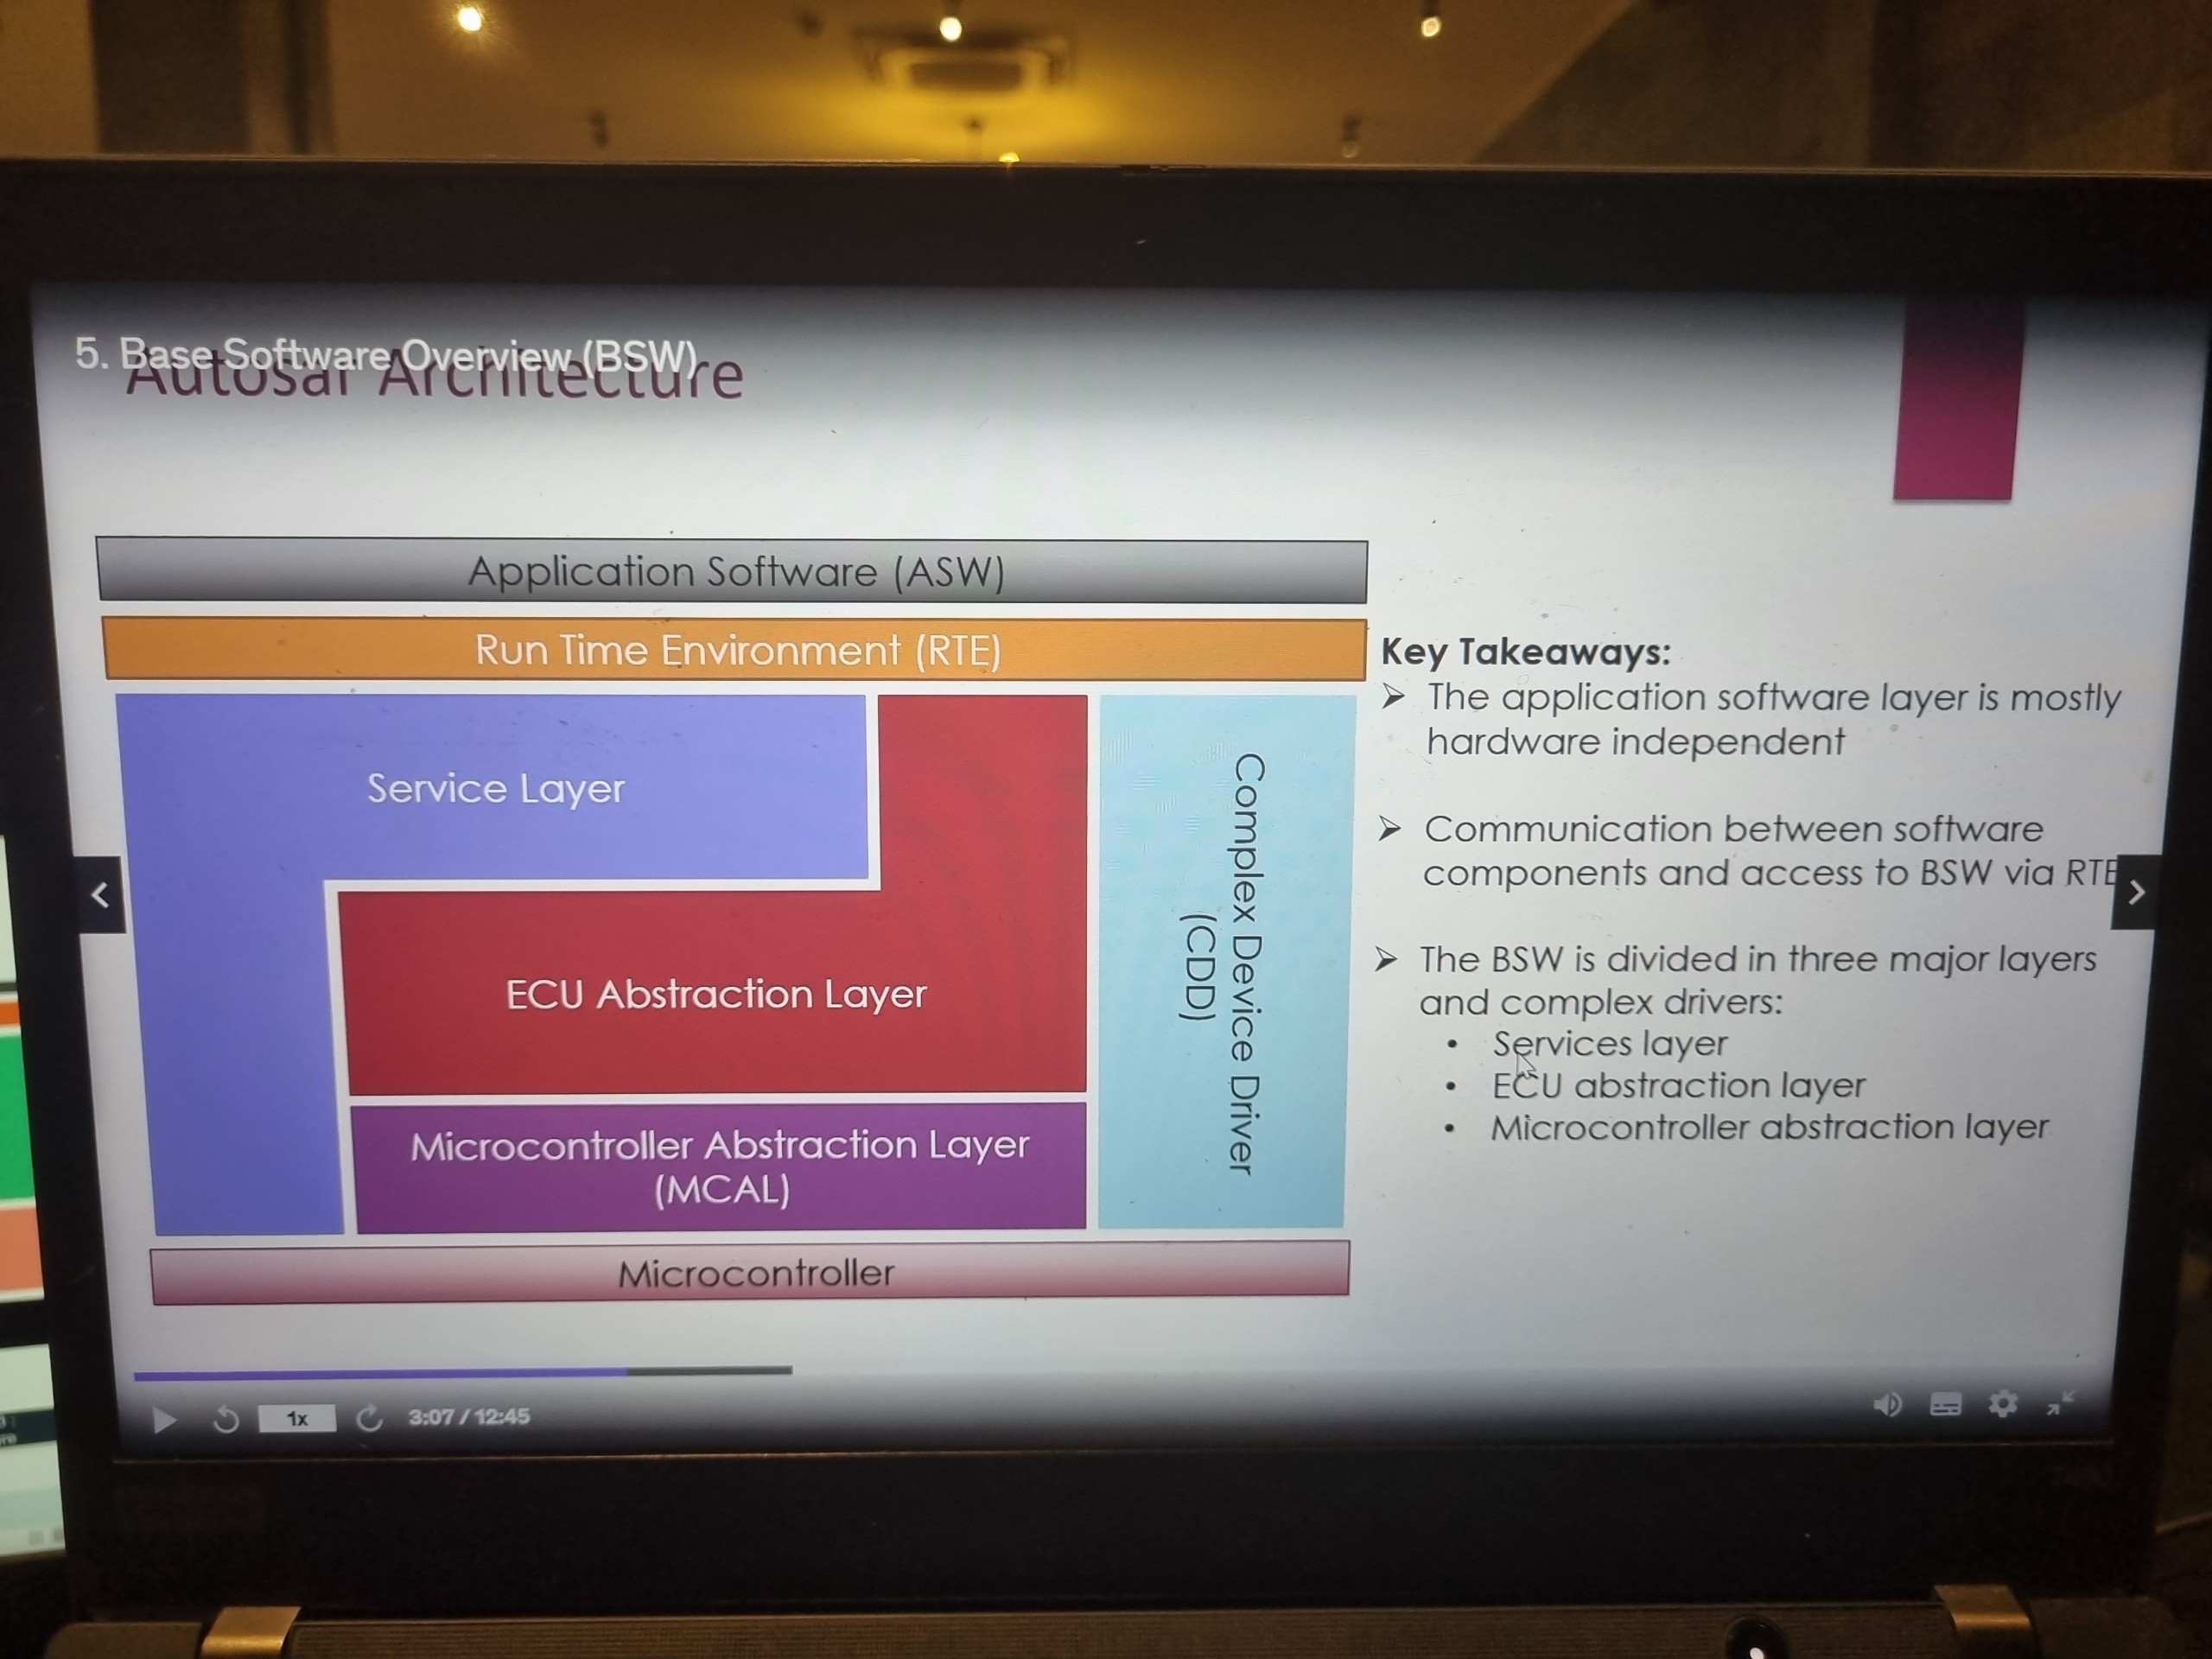 5. Base Software Overview (BSW)
Autosar Architecture
Application Software (ASW)
Run Time Environment (RTE)
Service Layer
ECU Abstraction Layer
Microcontroller Abstraction Layer
(MCAL)
Complex Device Driver
(CDD)
Microcontroller
Key Takeaways:
➢ The application software layer is mostly
hardware independent
➢ Communication between software
components and access to BSW via RTE
➢ The BSW is divided in three major layers
and complex drivers:
• Services layer
• ECU abstraction layer
• Microcontroller abstraction layer
1x
3:07 / 12:45